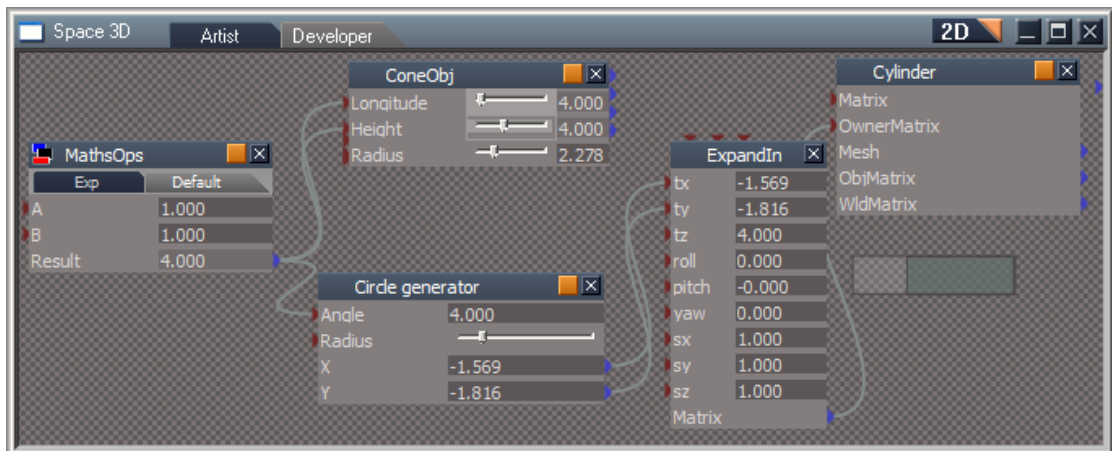 Space 3D Artist Developer 2D
ConeObj
Longitude 4.000
Height 4.000
Radius 2.278
MathsOps
Exp Default
A 1.000
B 1.000
Result 4.000
Circle generator
Angle 4.000
Radius
X -1.569
Y -1.816
ExpandIn
tx -1.569
ty -1.816
tz 4.000
roll 0.000
pitch -0.000
yaw 0.000
sx 1.000
sy 1.000
sz 1.000
Matrix
Cylinder
Matrix
OwnerMatrix
Mesh
ObjMatrix
WldMatrix